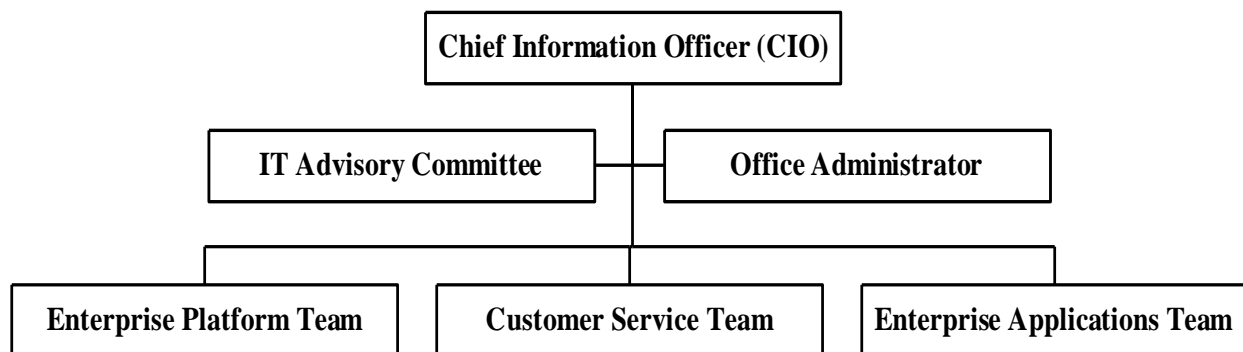 Chief Information Officer (CIO)
IT Advisory Committee
Office Administrator
Enterprise Platform Team
Customer Service Team
Enterprise Applications Team